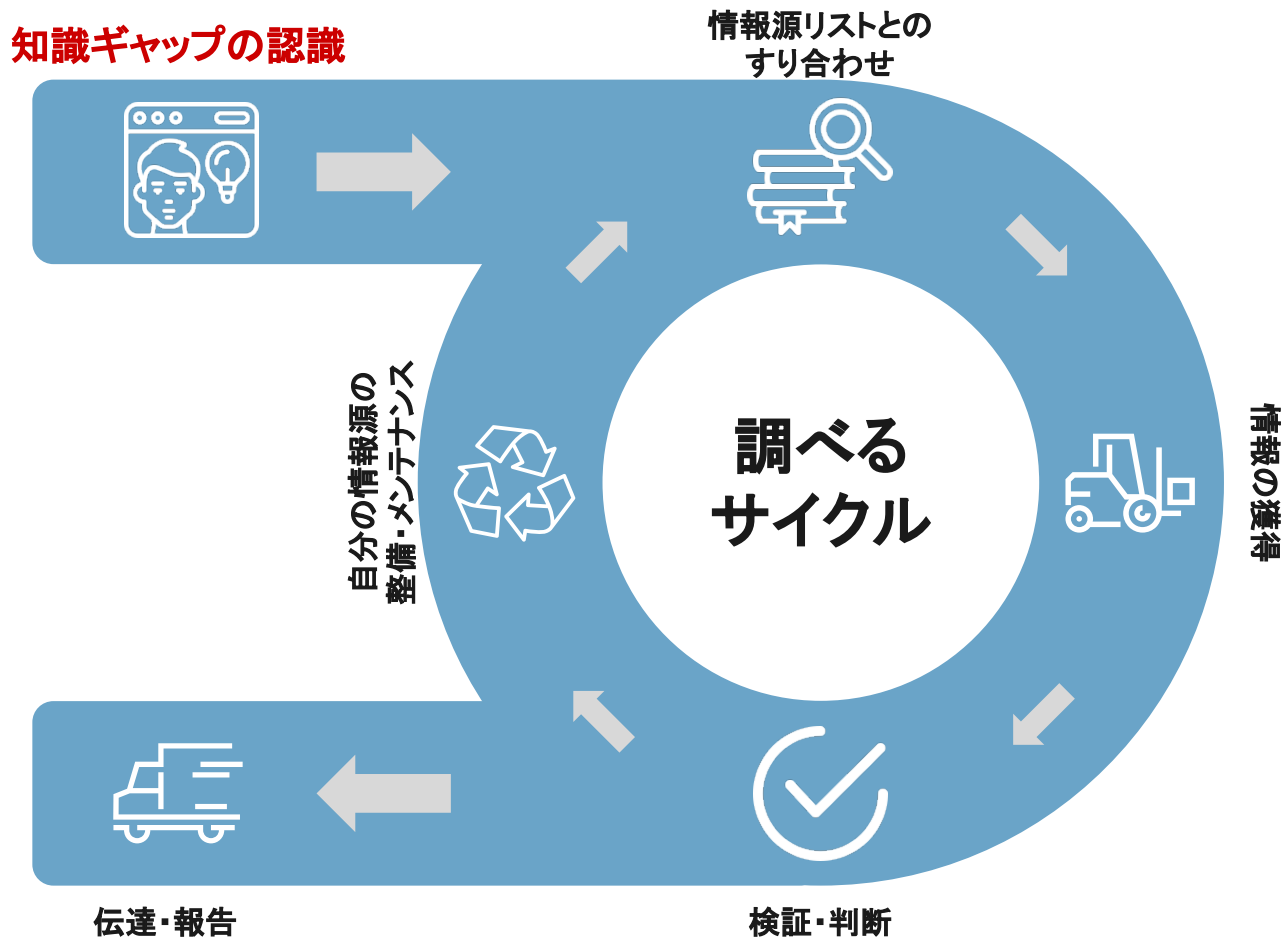 知識ギャップの認識
情報源リストとの
すり合わせ
自分の情報源の
整備・メンテナンス
調べる
サイクル
情報の獲得
伝達・報告
検証・判断